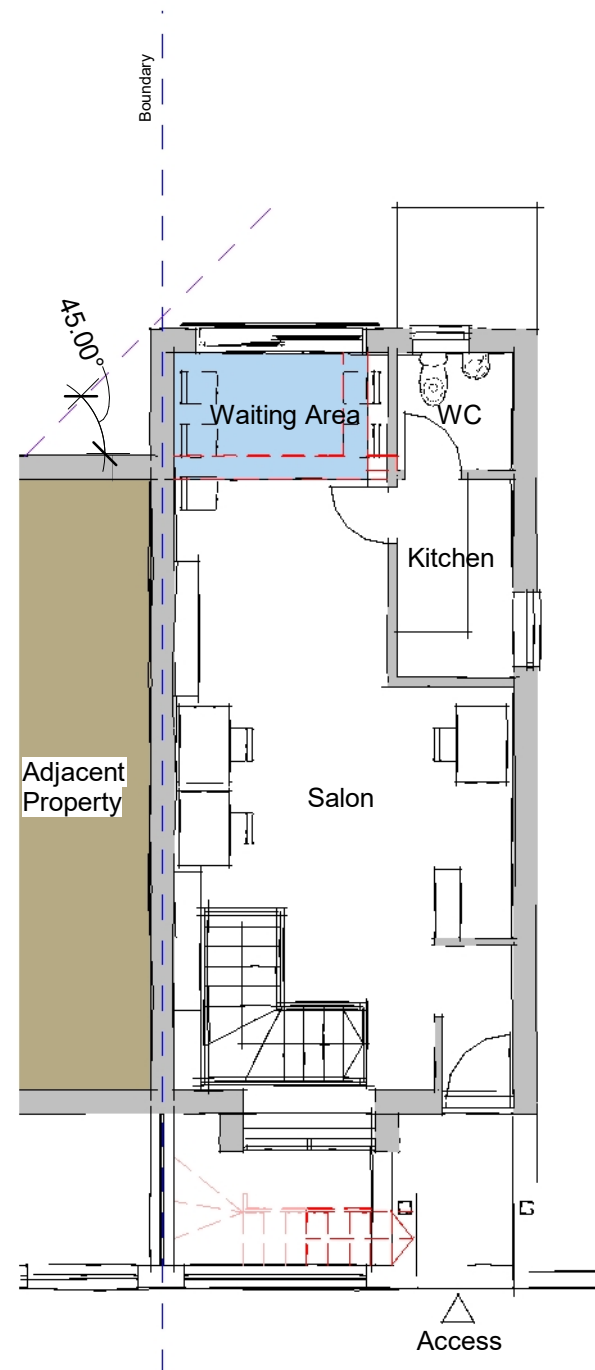 Boundary
45.00°
Waiting Area
WC
Kitchen
Adjacent
Property
Salon
Access